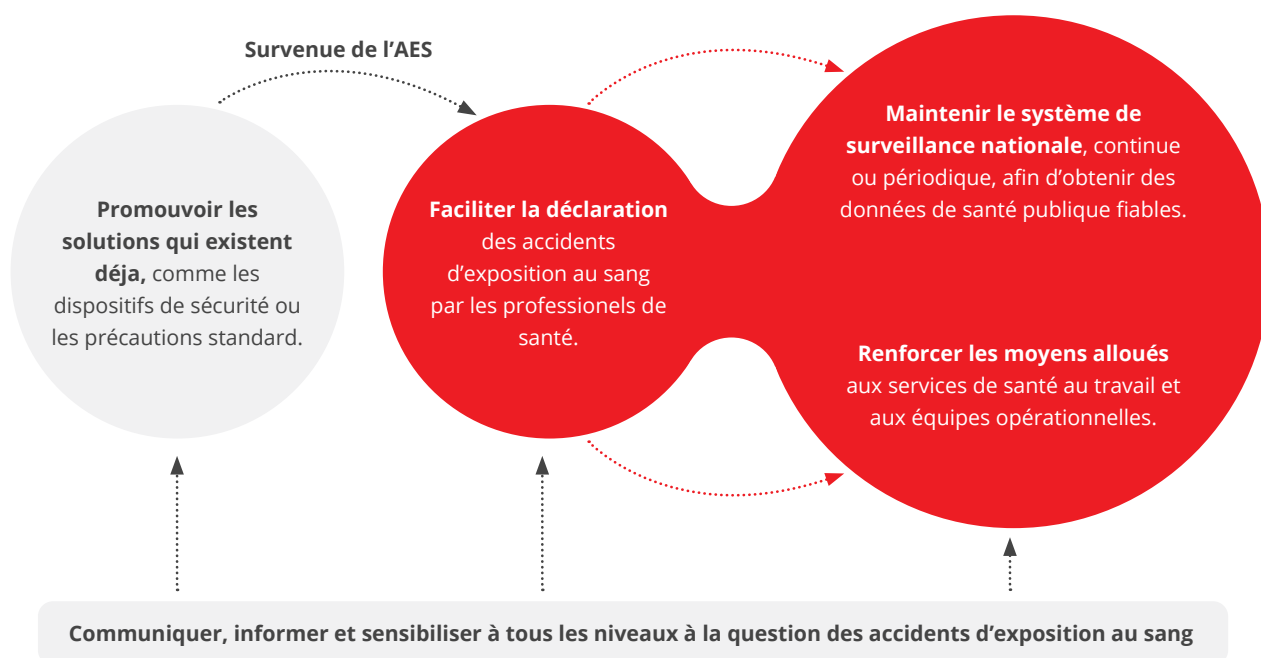 Survenue de l’AES
Promouvoir les
solutions qui existent
déja, comme les
dispositifs de sécurité ou
les précautions standard.
Faciliter la déclaration
des accidents
d’exposition au sang
par les professionels de
santé.
Maintenir le système de
surveillance nationale, continue
ou périodique, afin d’obtenir des
données de santé publique fiables.
Renforcer les moyens alloués
aux services de santé au travail et
aux équipes opérationnelles.
Communiquer, informer et sensibiliser à tous les niveaux à la question des accidents d’exposition au sang